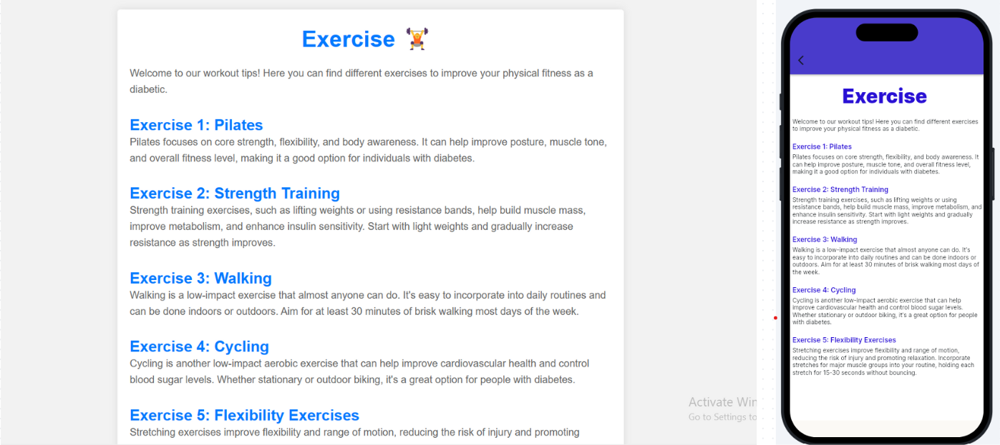 Exercise
Welcome to our workout tips! Here you can find different exercises to improve your physical fitness as a
diabetic.
Exercise 1: Pilates
Pilates focuses on core strength, flexibility, and body awareness. It can help improve posture, muscle tone,
and overall fitness level, making it a good option for individuals with diabetes.
Exercise 2: Strength Training
Strength training exercises, such as lifting weights or using resistance bands, help build muscle mass,
improve metabolism, and enhance insulin sensitivity. Start with light weights and gradually increase
resistance as strength improves.
Exercise 3: Walking
Walking is a low-impact exercise that almost anyone can do. It's easy to incorporate into daily routines and
can be done indoors or outdoors. Aim for at least 30 minutes of brisk walking most days of the week.
Exercise 4: Cycling
Cycling is another low-impact aerobic exercise that can help improve cardiovascular health and control
blood sugar levels. Whether stationary or outdoor biking, it's a great option for people with diabetes.
Exercise 5: Flexibility Exercises
Stretching exercises improve flexibility and range of motion, reducing the risk of injury and promoting
Activate Win
Go to Settings to
Exercise
Welcome to our workout tips! Here you can find different exercises
to improve your physical fitness as a diabetic.
Exercise 1: Pilates
Pilates focuses on core strength, flexibility, and body awareness. It
can help improve posture, muscle tone, and overall fitness level,
making it a good option for individuals with diabetes.
Exercise 2: Strength Training
Strength training exercises, such as lifting weights or using
resistance bands, help build muscle mass, improve metabolism, and
enhance insulin sensitivity. Start with light weights and gradually
increase resistance as strength improves.
Exercise 3: Walking
Walking is a low-impact exercise that almost anyone can do. It's
easy to incorporate into daily routines and can be done indoors or
outdoors. Aim for at least 30 minutes of brisk walking most days of
the week.
Exercise 4: Cycling
Cycling is another low-impact aerobic exercise that can help
improve cardiovascular health and control blood sugar levels.
Whether stationary or outdoor biking, it's a great option for people
with diabetes.
Exercise 5: Flexibility Exercises
Stretching exercises improve flexibility and range of motion,
reducing the risk of injury and promoting relaxation. Incorporate
stretches for major muscle groups into your routine, holding each
stretch for 15-30 seconds without bouncing.